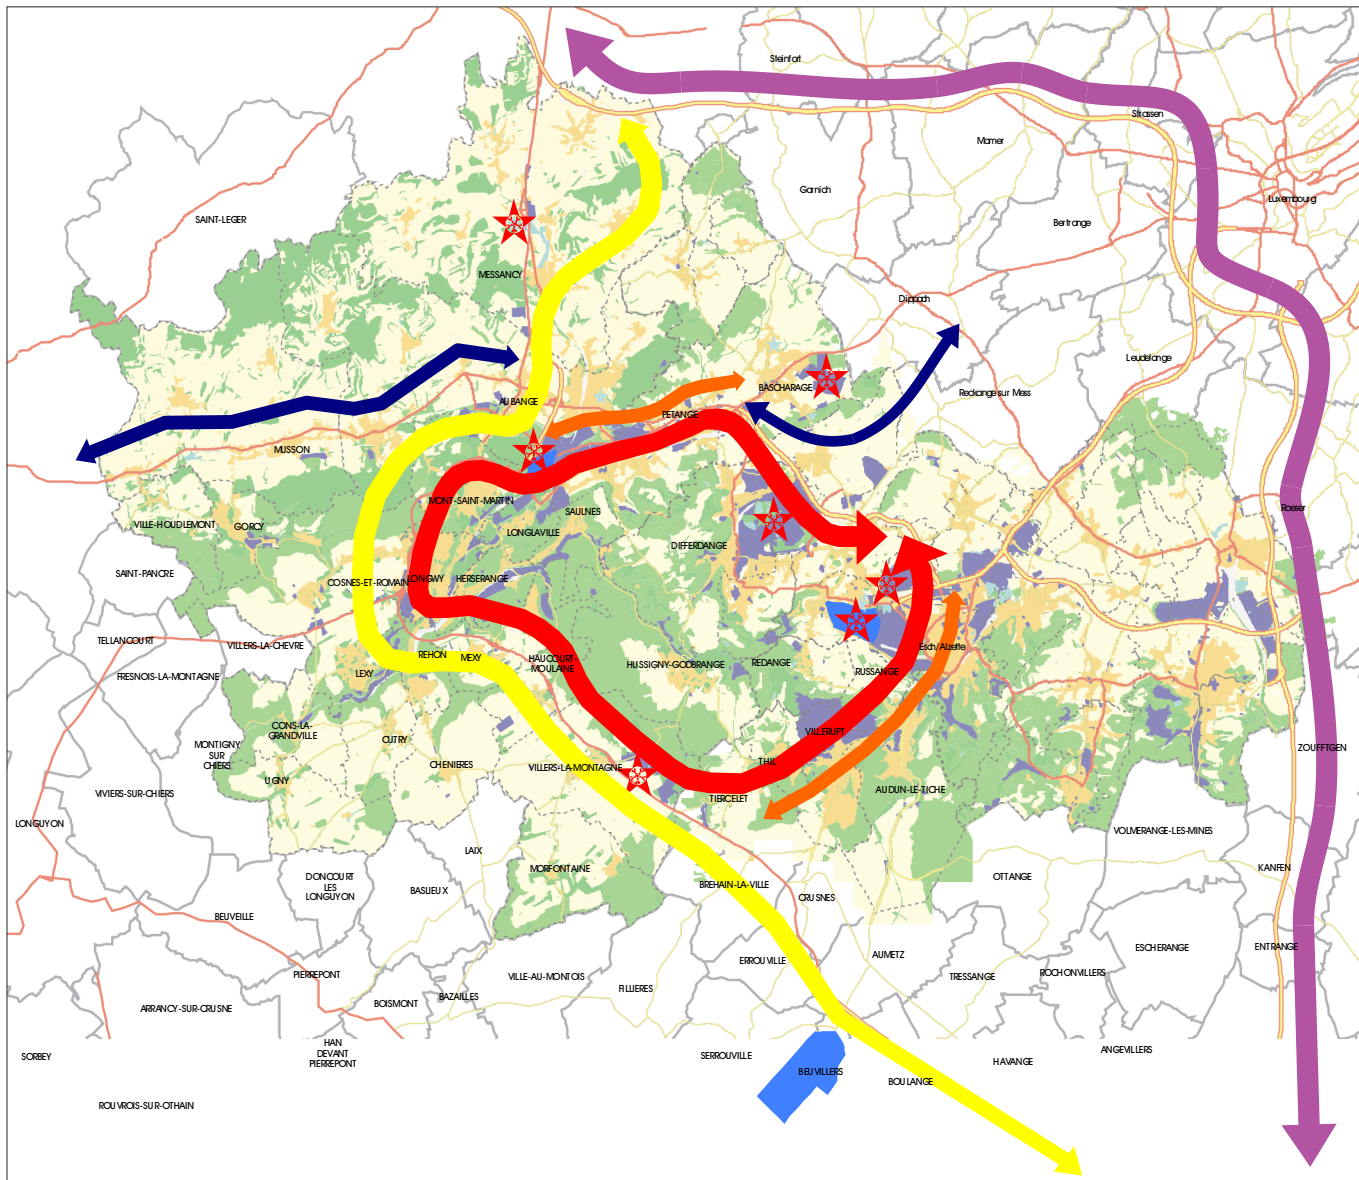 Steinfort
Strassen
Mamer
Garnich
Luxembourg
SAINT-LEGER
Bertrange
MESSANCY
Dippach
Leudelange
BASCHARAGE
Reckange sur Mess
AUBANGE
PETANGE
MUSSON
MONT-SAINT-MARTIN
SAULNES
Roeser
VILLE-HOUDLEMONT
GORCY
LONGLAVILLE
DIFFERDANGE
SAINT-PANCRE
COSNES-ET-ROMAIN
LONGWY
HERSERANGE
TELLANCOURT
VILLERS-LA-CHEVRE
REHON
MEXY
HAUCOURT-
MOULAINE
HUSSIGNY-GODBRANGE
REDANGE
Esch/Alzette
FRESNOIS-LA-MONTAGNE
LEXY
RUSSANGE
CONS-LA-
GRANDVILLE
VILLERUPT
CUTRY
MONTIGNY
SUR
CHIERS
ZOUFFTGEN
CHENIERES
VILLERS-LA-MONTAGNE
THIL
UGNY
TIERCELET
AUDUN-LE-TICHE
VIVIERS-SUR-CHIERS
LONGUYON
VOLMERANGE-LES-MINES
LAIX
MORFONTAINE
KANFEN
DONCOURT
LES
LONGUYON
BASLIEUX
BREHAIN-LA-VILLE
OTTANGE
CRUSNES
BEUVEILLE
ESCHERANGE
ENTRANGE
AUMETZ
ERROUVILLE
PIERREPONT
VILLE-AU-MONTOIS
TRESSANGE
ROCHONVILLERS
FILLIERES
BAZAILLES
BOISMONT
ARRANCY-SUR-CRUSNE
HAN
DEVANT
PIERREPONT
SORBEY
SERROUVILLE
ANGEVILLERS
HAVANGE
BEUVILLERS
BOULANGE
ROUVROIS-SUR-OTHAIN